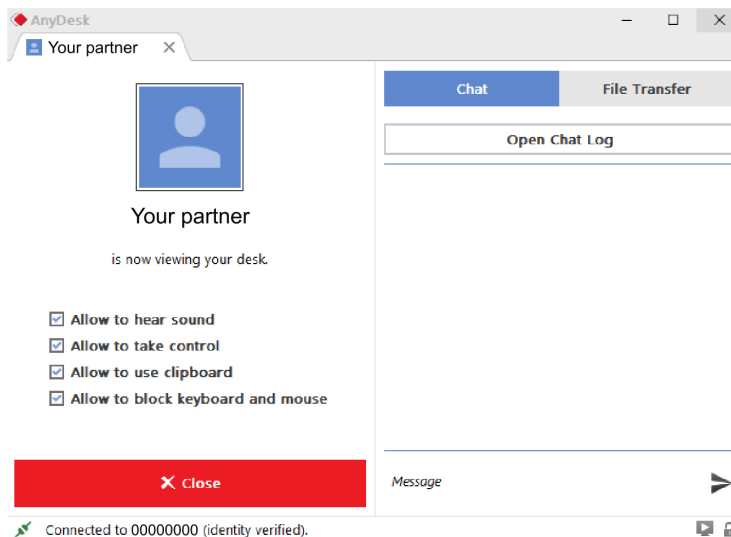 AnyDesk
Your partner
Chat
File Transfer
Open Chat Log
Your partner
is now viewing your desk.
Allow to hear sound
Allow to take control
Allow to use clipboard
Allow to block keyboard and mouse
Close
Message
Connected to 00000000 (identity verified).